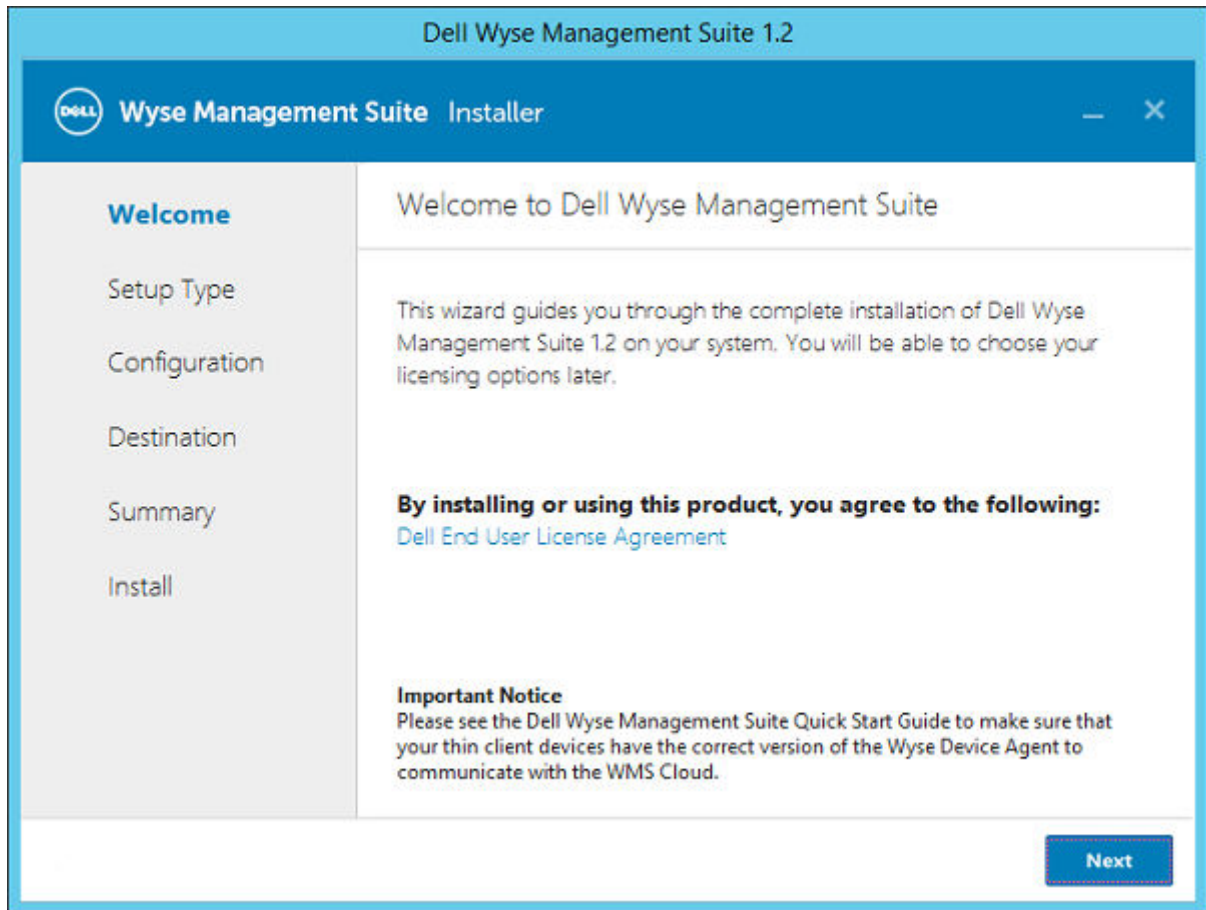 Dell Wyse Management Suite 1.2
DELL Wyse Management Suite Installer
Welcome
Setup Type
Configuration
Destination
Summary
Install
Welcome to Dell Wyse Management Suite
This wizard guides you through the complete installation of Dell Wyse
Management Suite 1.2 on your system. You will be able to choose your
licensing options later.
By installing or using this product, you agree to the following:
Dell End User License Agreement
Important Notice
Please see the Dell Wyse Management Suite Quick Start Guide to make sure that
your thin client devices have the correct version of the Wyse Device Agent to
communicate with the WMS Cloud.
Next